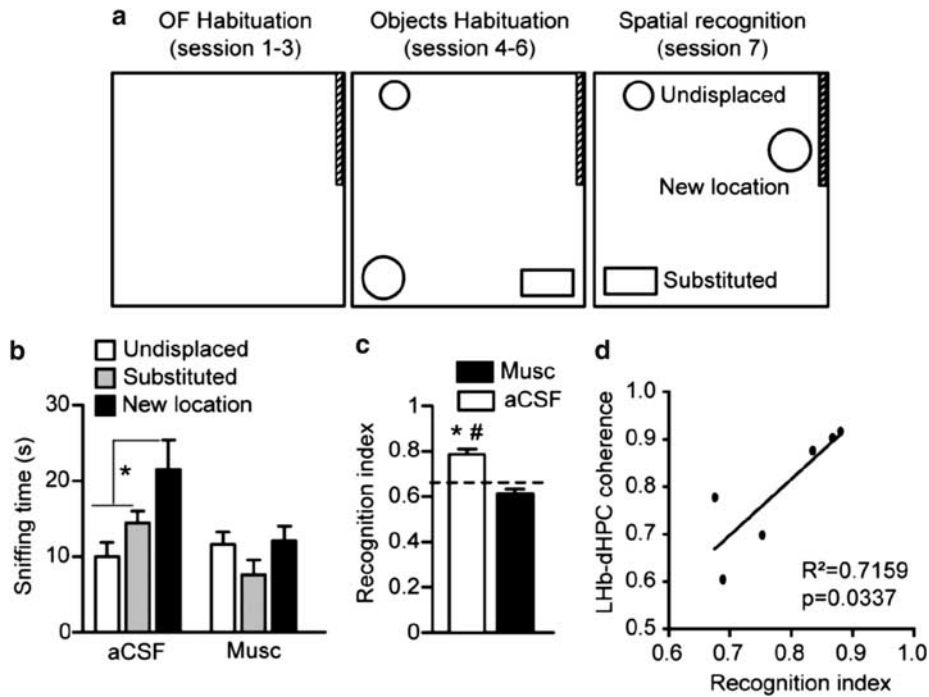 a
OF Habituation
(session 1-3)
Objects Habituation
(session 4-6)
Spatial recognition
(session 7)
Undisplaced
New location
Substituted
b
Undisplaced
Substituted
New location
Sniffing time (s)
30
20
10
0
*
aCSF
Musc
c
Musc
aCSF
Recognition index
1
0.8
0.6
0.4
0.2
0
* #
d
LHb-dHPC coherence
1.0
0.9
0.8
0.7
0.6
0.5
R²=0.7159
p=0.0337
0.6 0.7 0.8 0.9 1.0
Recognition index